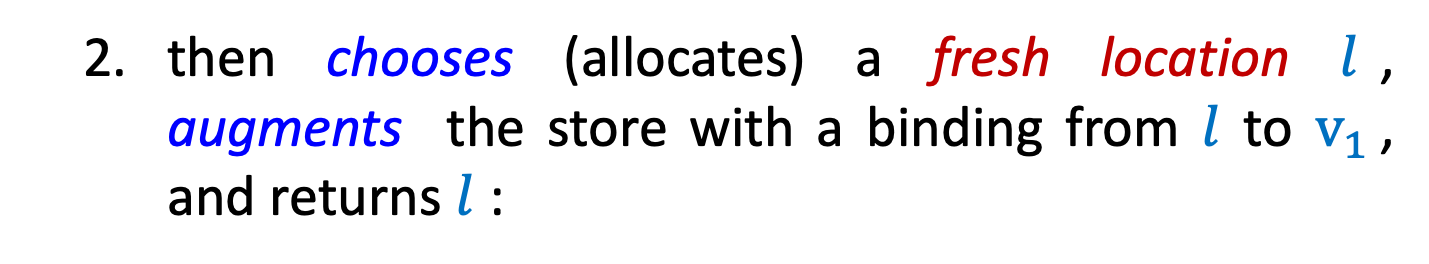 2. then chooses (allocates) a fresh location l ,
augments the store with a binding from l to v₁ ,
and returns l :